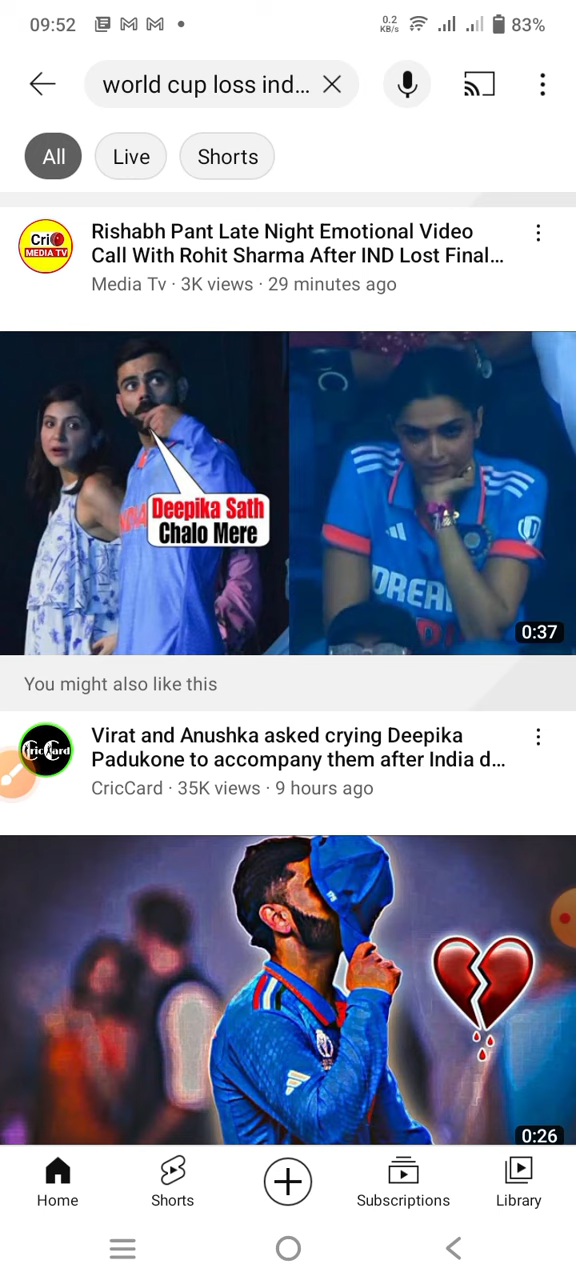 09:52
0.2
KB/s
83%
world cup loss ind...
All
Live
Shorts
Cric
MEDIA TV
Rishabh Pant Late Night Emotional Video
Call With Rohit Sharma After IND Lost Final...
Media Tv · 3K views · 29 minutes ago
Deepika Sath
Chalo Mere
DREAM
0:37
You might also like this
CricCard
Virat and Anushka asked crying Deepika
Padukone to accompany them after India d...
CricCard · 35K views · 9 hours ago
0:26
Home
Shorts
Subscriptions
Library